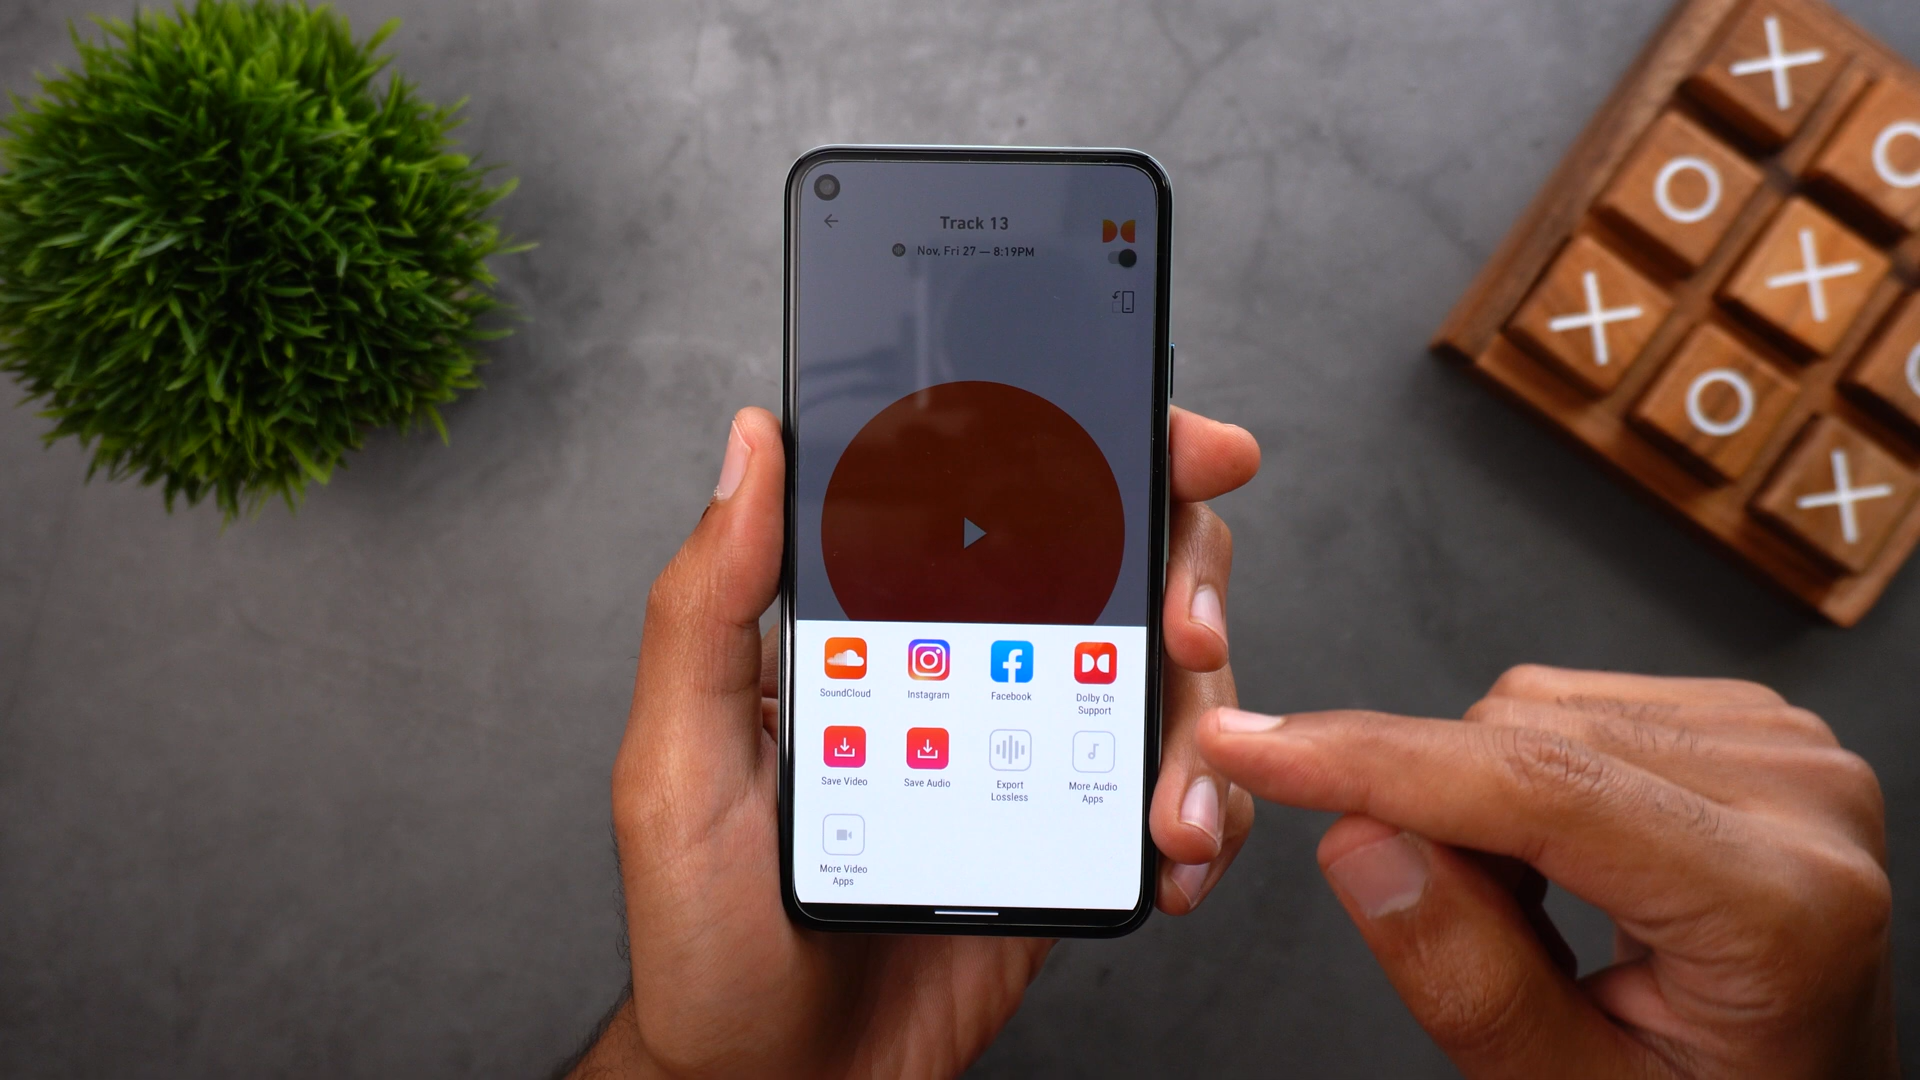 Track 13
Nov, Fri 27 — 8:19PM
SoundCloud
Instagram
Facebook
Dolby On
Support
Save Video
Save Audio
Export
Lossless
More Audio
Apps
More Video
Apps
X
O
O
X
X
O
O
X